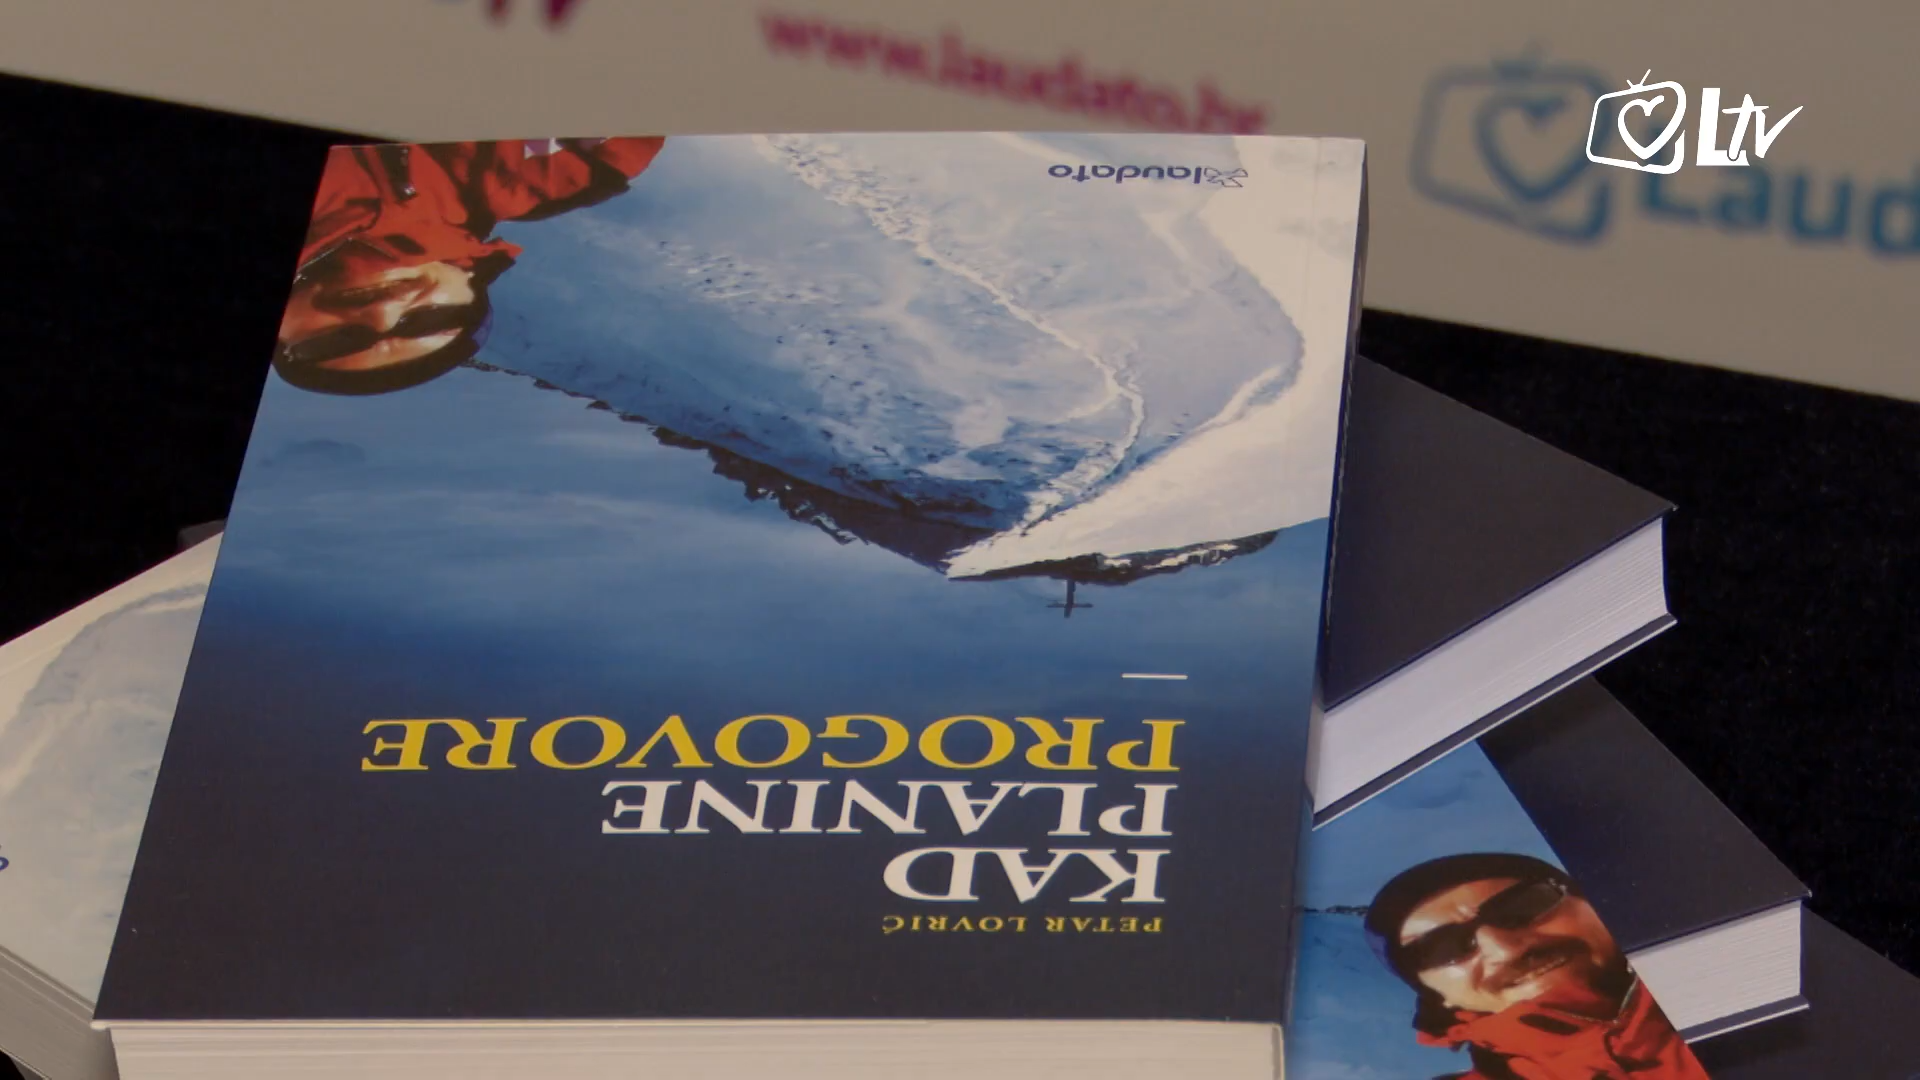 www.laudato.hr
LTV
Laud
laudato
PETAR LOVRIĆ
KAD
PLANINE
PROGOVORE